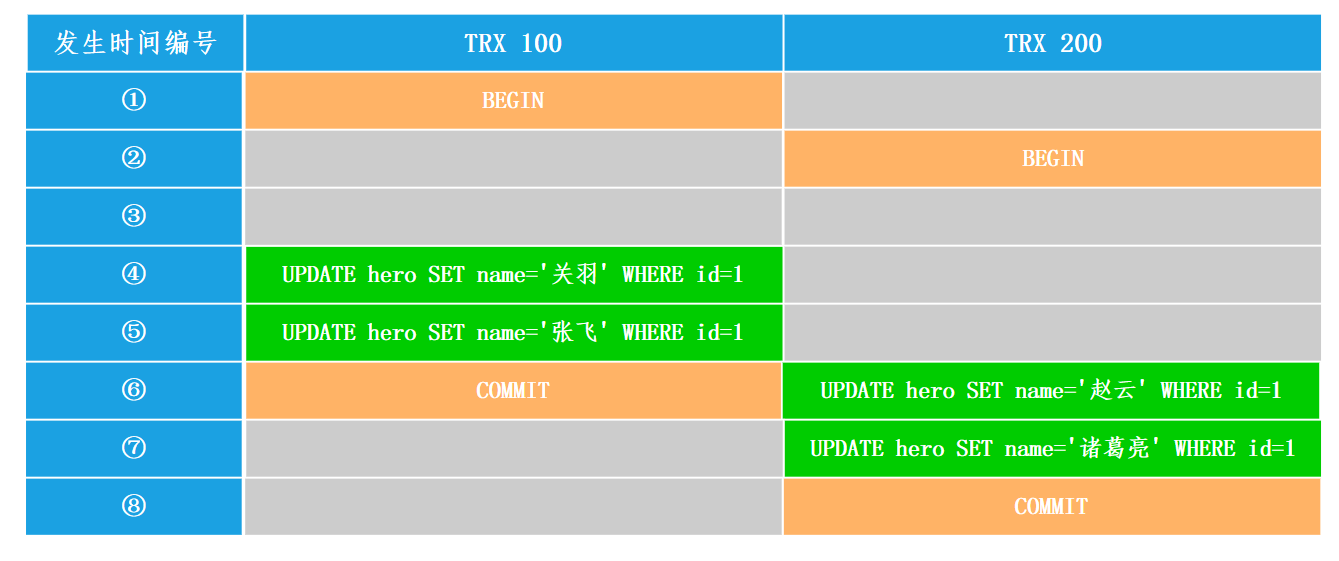 发生时间编号 TRX 100 TRX 200
① BEGIN
② BEGIN
③
④ UPDATE hero SET name='关羽' WHERE id=1
⑤ UPDATE hero SET name='张飞' WHERE id=1
⑥ COMMIT UPDATE hero SET name='赵云' WHERE id=1
⑦ UPDATE hero SET name='诸葛亮' WHERE id=1
⑧ COMMIT